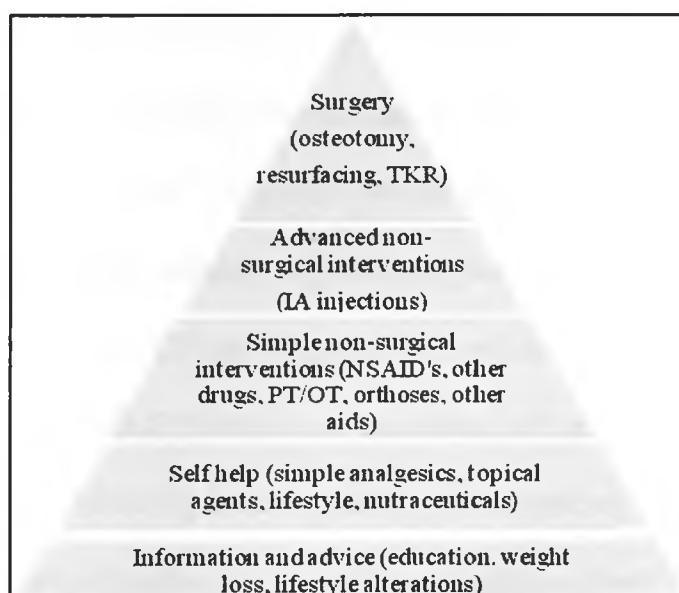 Surgery
(osteotomy,
resurfacing, TKR)
Advanced non-
surgical interventions
(IA injections)
Simple non-surgical
interventions (NSAID's, other
drugs, PT/OT, orthoses, other
aids)
Self help (simple analgesics, topical
agents, lifestyle, nutraceuticals)
Information and advice (education. weight
loss, lifestyle alterations)